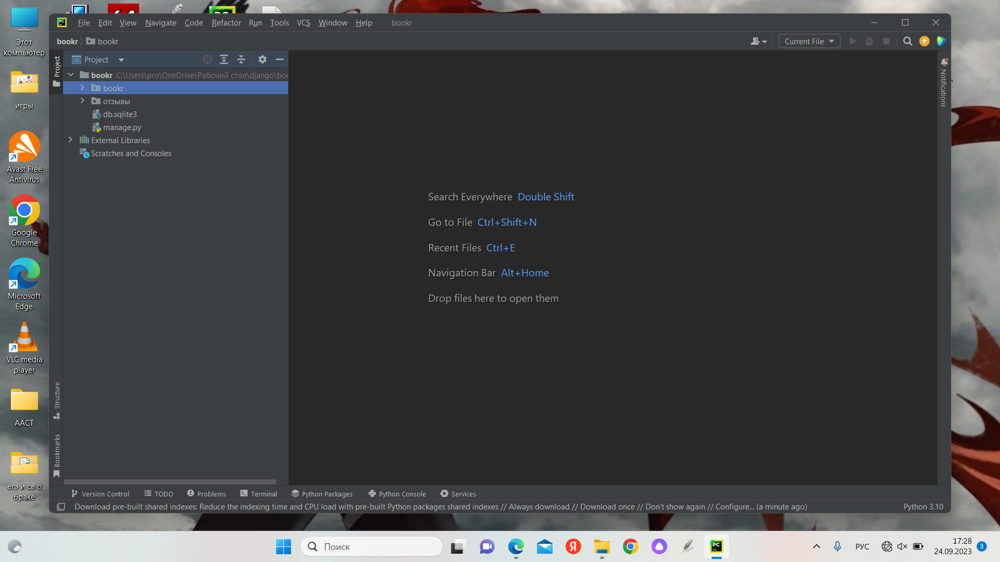 Этот
компьютер
игры
Avast Free
Antivirus
Google
Chrome
Microsoft
Edge
VLC media
player
ААСТ
егэ и св о
браке
PC File Edit View Navigate Code Refactor Run Tools VCS Window Help bookr
bookr bookr Current File
Project Project
bookr C:\Users\pro\OneDrive\Рабочий стол\django\boo
bookr
отзывы
db.sqlite3
manage.py
External Libraries
Scratches and Consoles
Structure
Bookmarks
Notifications
Search Everywhere Double Shift
Go to File Ctrl+Shift+N
Recent Files Ctrl+E
Navigation Bar Alt+Home
Drop files here to open them
Version Control TODO Problems Terminal Python Packages Python Console Services
Download pre-built shared indexes: Reduce the indexing time and CPU load with pre-built Python packages shared indexes // Always download // Download once // Don't show again // Configure... (a minute ago) Python 3.10
Поиск Я PC РУС 17:28
24.09.2023 3